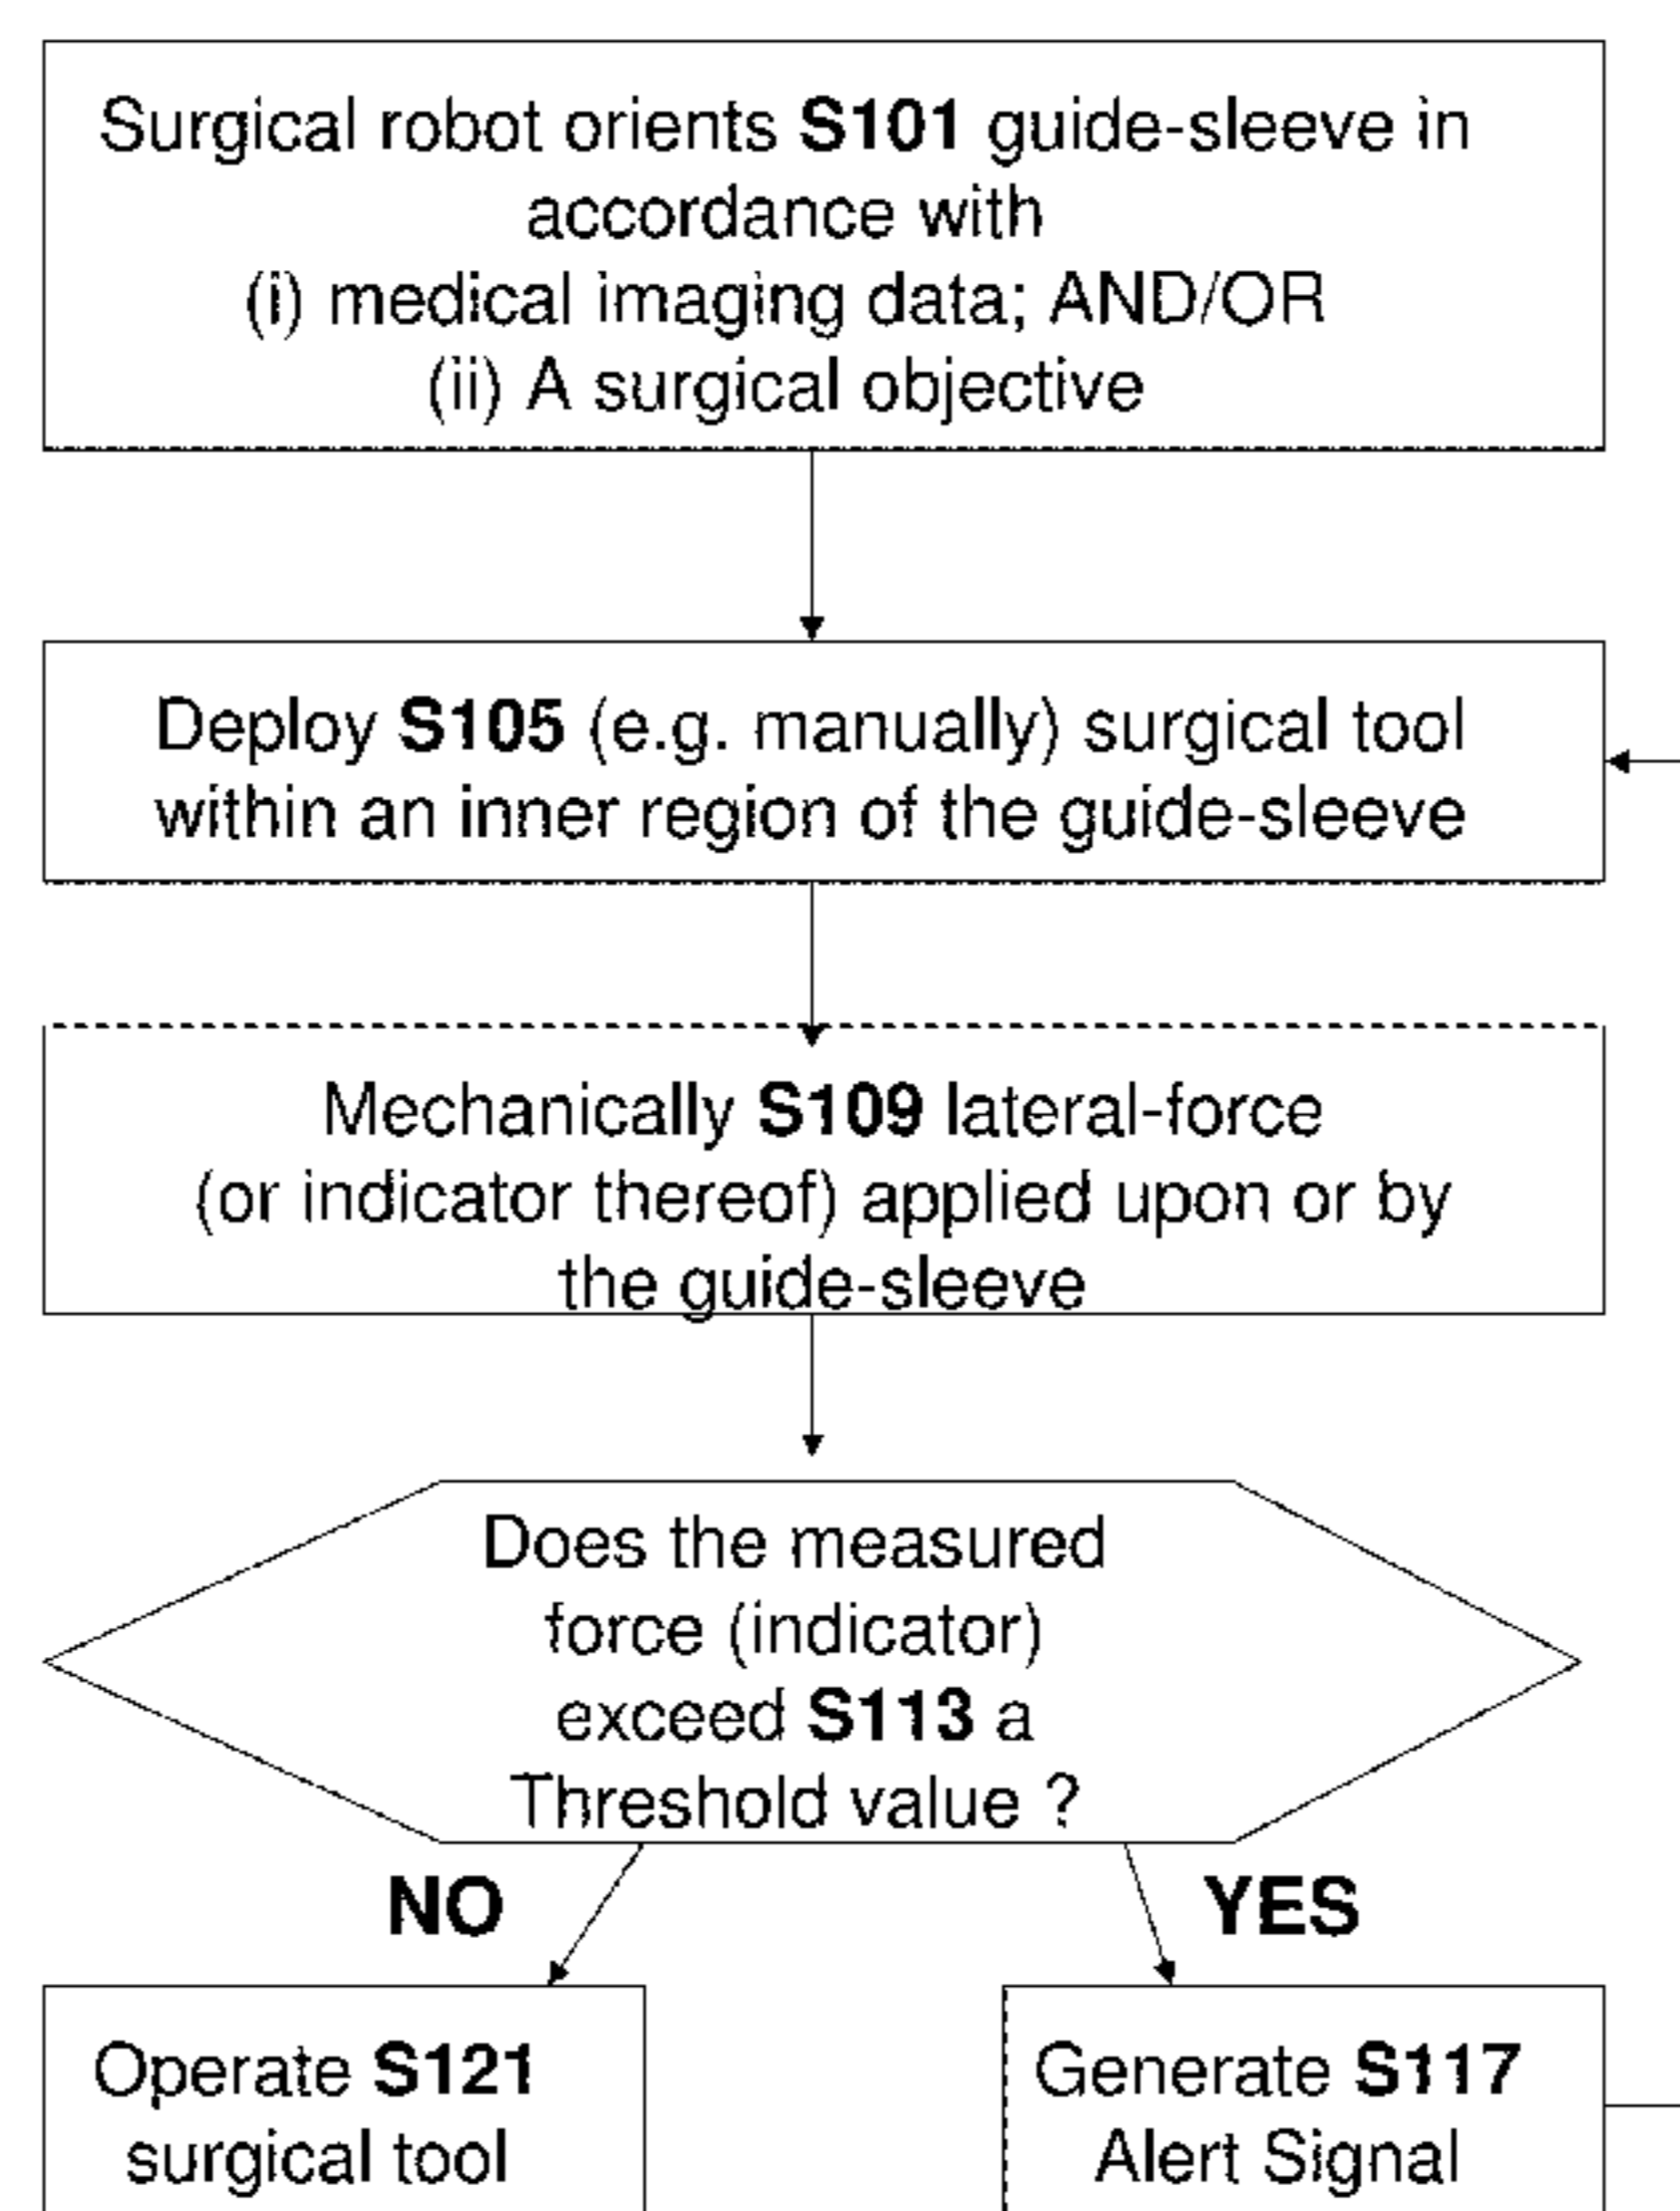 Surgical robot orients S101 guide-sleeve in
accordance with
(i) medical imaging data; AND/OR
(ii) A surgical objective
Deploy S105 (e.g. manually) surgical tool
within an inner region of the guide-sleeve
Mechanically S109 lateral-force
(or indicator thereof) applied upon or by
the guide-sleeve
Does the measured
force (indicator)
exceed S113 a
Threshold value ?
NO
YES
Operate S121
surgical tool
Generate S117
Alert Signal